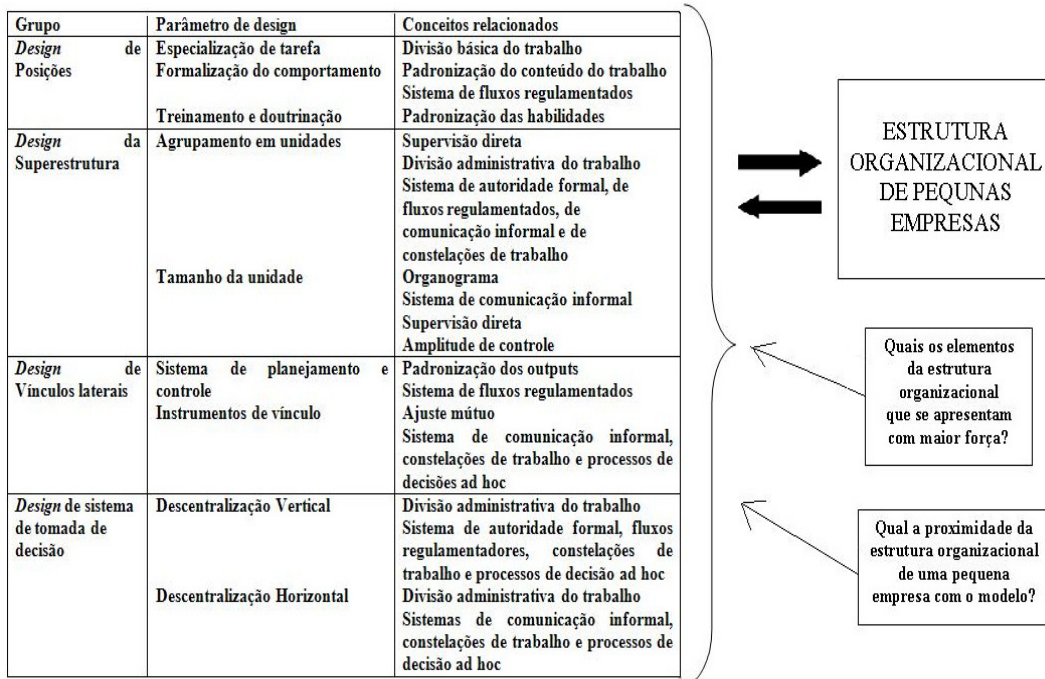 Grupo Parâmetro de design Conceitos relacionados
Design de Especialização de tarefa Divisão básica do trabalho
Posições Formalização do comportamento Padronização do conteúdo do trabalho
Sistema de fluxos regulamentados
Treinamento e doutrinação Padronização das habilidades
Design da Agrupamento em unidades Supervisão direta
Superestrutura Divisão administrativa do trabalho
Sistema de autoridade formal, de
fluxos regulamentados, de
comunicação informal e de
constelações de trabalho
Tamanho da unidade Organograma
Sistema de comunicação informal
Supervisão direta
Amplitude de controle
Design de Sistema de planejamento e Padronização dos outputs
Vínculos laterais controle Sistema de fluxos regulamentados
Instrumentos de vínculo Ajuste mútuo
Sistema de comunicação informal,
constelações de trabalho e processos de
decisões ad hoc
Design de sistema Descentralização Vertical Divisão administrativa do trabalho
de tomada de Sistema de autoridade formal, fluxos
decisão regulamentadores, constelações de
trabalho e processos de decisão ad hoc
Descentralização Horizontal Divisão administrativa do trabalho
Sistemas de comunicação informal,
constelações de trabalho e processos de
decisão ad hoc
ESTRUTURA
ORGANIZACIONAL
DE PEQUNAS
EMPRESAS
Quais os elementos
da estrutura
organizacional
que se apresentam
com maior força?
Qual a proximidade da
estrutura organizacional
de uma pequena
empresa com o modelo?